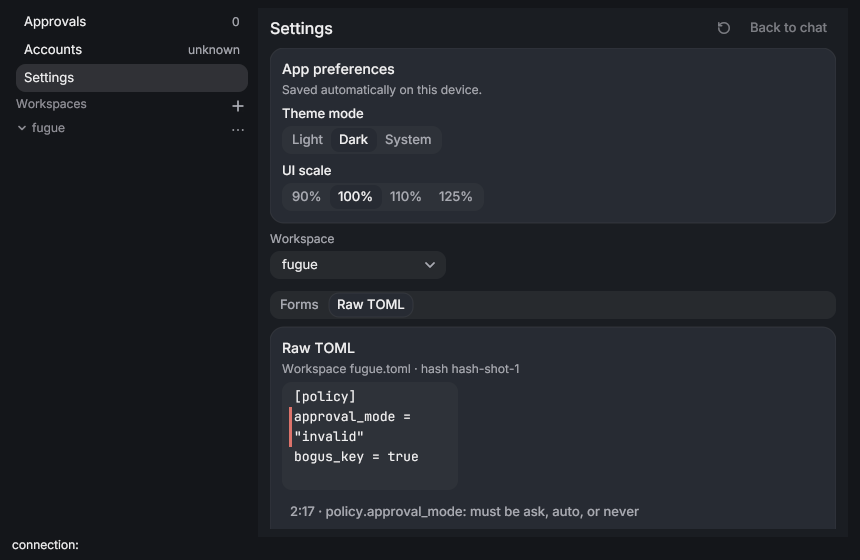 Approvals 0
Accounts unknown
Settings
Workspaces +
fugue ...
connection:
Settings Back to chat
App preferences
Saved automatically on this device.
Theme mode
Light Dark System
UI scale
90% 100% 110% 125%
Workspace
fugue
Forms Raw TOML
Raw TOML
Workspace fugue.toml · hash hash-shot-1
[policy]
approval_mode =
"invalid"
bogus_key = true
2:17 · policy.approval_mode: must be ask, auto, or never